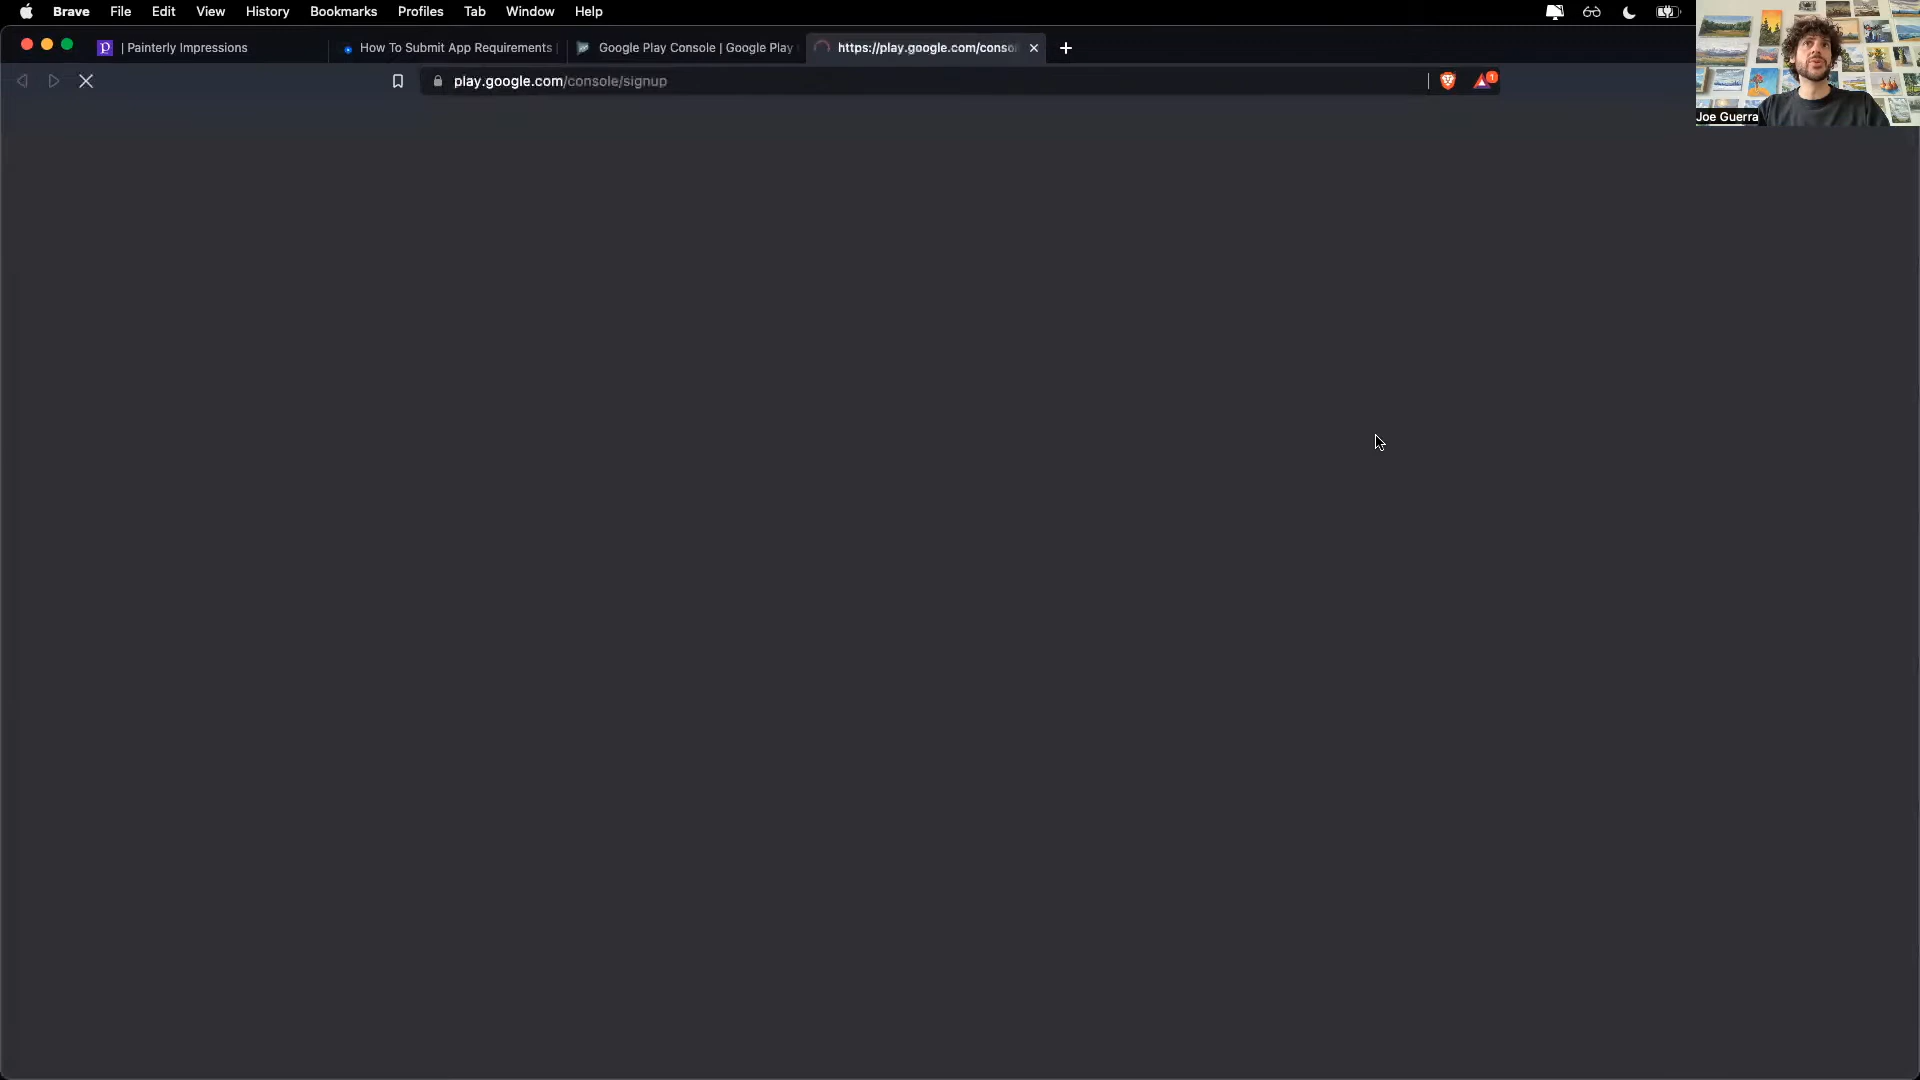 Brave File Edit View History Bookmarks Profiles Tab Window Help
p | Painterly Impressions
How To Submit App Requirements
Google Play Console | Google Play
https://play.google.com/conso
play.google.com/console/signup
1
Joe Guerra